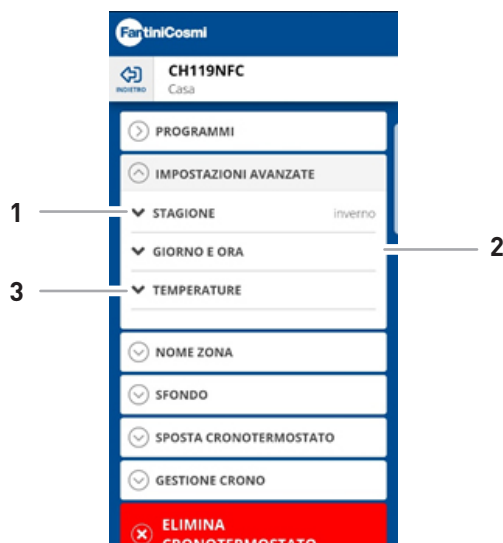 FantiniCosmi
INDIETRO
CH119NFC
Casa
PROGRAMMI
IMPOSTAZIONI AVANZATE
1
STAGIONE inverno
GIORNO E ORA
2
3
TEMPERATURE
NOME ZONA
SFONDO
SPOSTA CRONOTERMOSTATO
GESTIONE CRONO
ELIMINA
CRONOTERMOSTATO